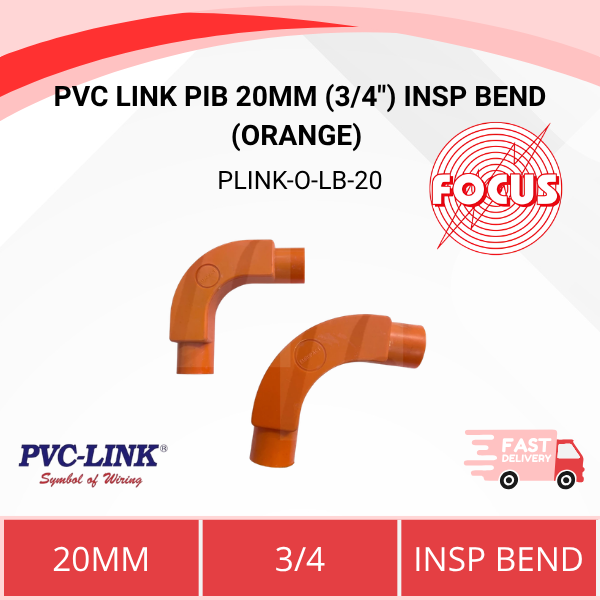 PVC LINK PIB 20MM (3/4") INSP BEND
(ORANGE)
PLINK-O-LB-20
FOCUS
PVC-LINK®
Symbol of Wiring
FAST
DELIVERY
20MM
3/4
INSP BEND